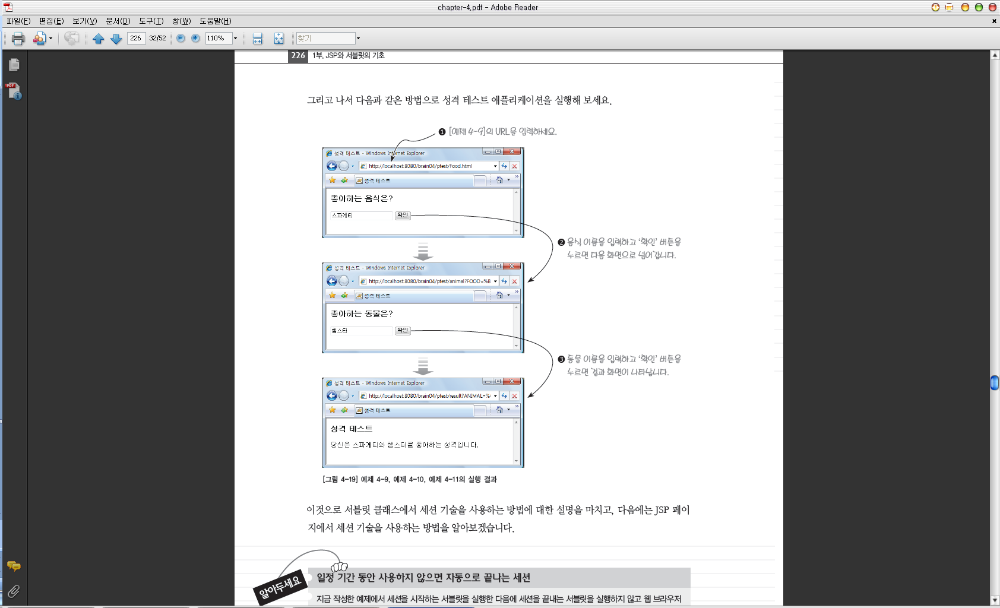 chapter-4.pdf - Adobe Reader
파일(F) 편집(E) 보기(V) 문서(D) 도구(T) 창(W) 도움말(H)
226 32/52 110% 찾기
226 1부. JSP와 서블릿의 기초
그리고 나서 다음과 같은 방법으로 성격 테스트 애플리케이션을 실행해 보세요.
❶ [예제 4-9]의 URL을 입력하세요.
성격 테스트 - Windows Internet Explorer
http://localhost:8080/brain04/ptest/Food.html
성격 테스트
좋아하는 음식은?
스파게티 확인
❷ 음식 이름을 입력하고 ‘확인’ 버튼을
누르면 다음 화면으로 넘어갑니다.
성격 테스트 - Windows Internet Explorer
http://localhost:8080/brain04/ptest/animal?FOOD=%B
성격 테스트
좋아하는 동물은?
햄스터 확인
❸ 동물 이름을 입력하고 ‘확인’ 버튼을
누르면 결과 화면이 나타납니다.
성격 테스트 - Windows Internet Explorer
http://localhost:8080/brain04/ptest/result?ANIMAL=%
성격 테스트
성격 테스트
당신은 스파게티와 햄스터를 좋아하는 성격입니다.
[그림 4-19] 예제 4-9, 예제 4-10, 예제 4-11의 실행 결과
이것으로 서블릿 클래스에서 세션 기술을 사용하는 방법에 대한 설명을 마치고, 다음에는 JSP 페이
지에서 세션 기술을 사용하는 방법을 알아보겠습니다.
알아두세요
일정 기간 동안 사용하지 않으면 자동으로 끝나는 세션
지금 작성한 예제에서 세션을 시작하는 서블릿을 실행한 다음에 세션을 끝내는 서블릿을 실행하지 않고 웹 브라우저